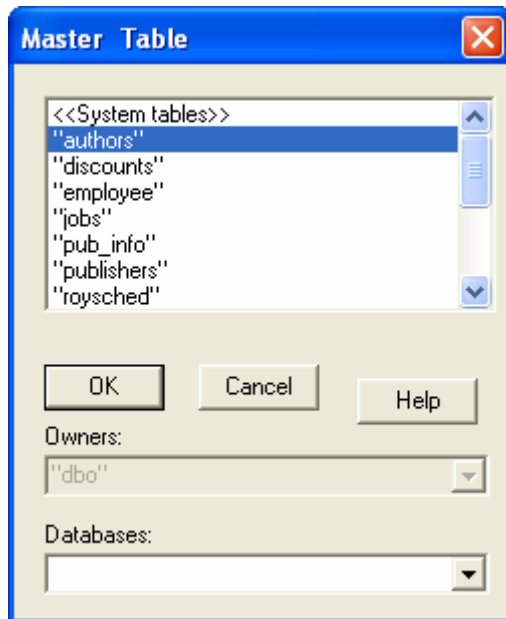 Master Table
<<System tables>>
"authors"
"discounts"
"employee"
"jobs"
"pub_info"
"publishers"
"roysched"
OK
Cancel
Help
Owners:
"dbo"
Databases: